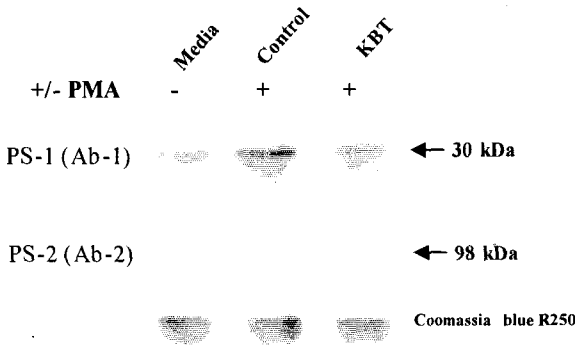 Media Control KBT
+/- PMA - + +
PS-1 (Ab-1) 30 kDa
PS-2 (Ab-2) 98 kDa
Coomassia blue R250